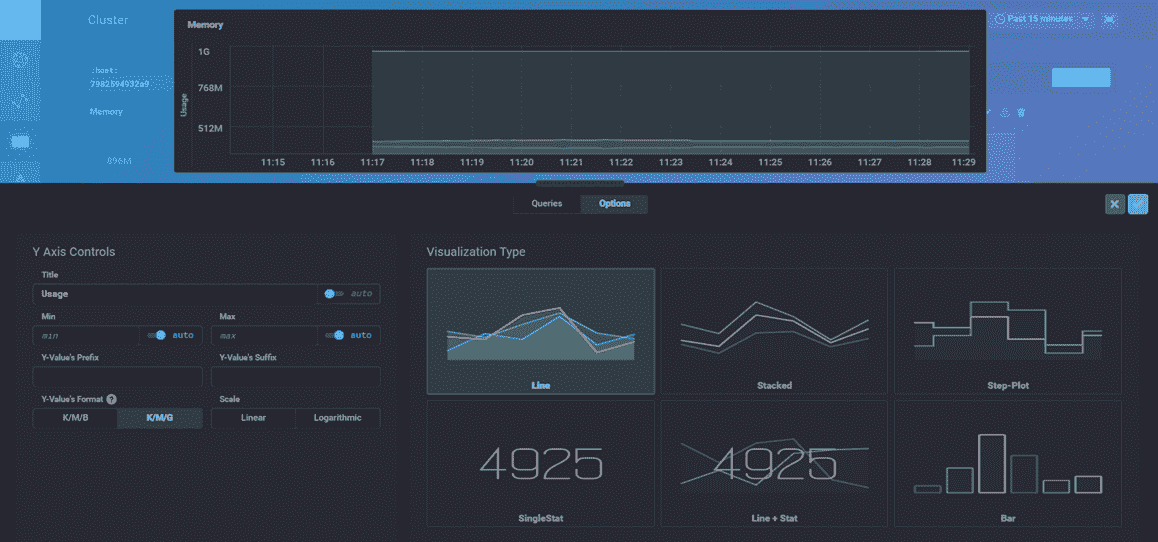 Cluster
Memory
Past 15 minutes
:host:
7982594932a9
Memory
896M
Usage
1G
768M
512M
11:15 11:16 11:17 11:18 11:19 11:20 11:21 11:22 11:23 11:24 11:25 11:26 11:27 11:28 11:29
Queries Options
Y Axis Controls
Title
Usage auto
Min Max
min auto max auto
Y-Value's Prefix Y-Value's Suffix
Y-Value's Format ? Scale
K/M/B K/M/G Linear Logarithmic
Visualization Type
Line Stacked Step-Plot
4925 4925
SingleStat Line + Stat Bar